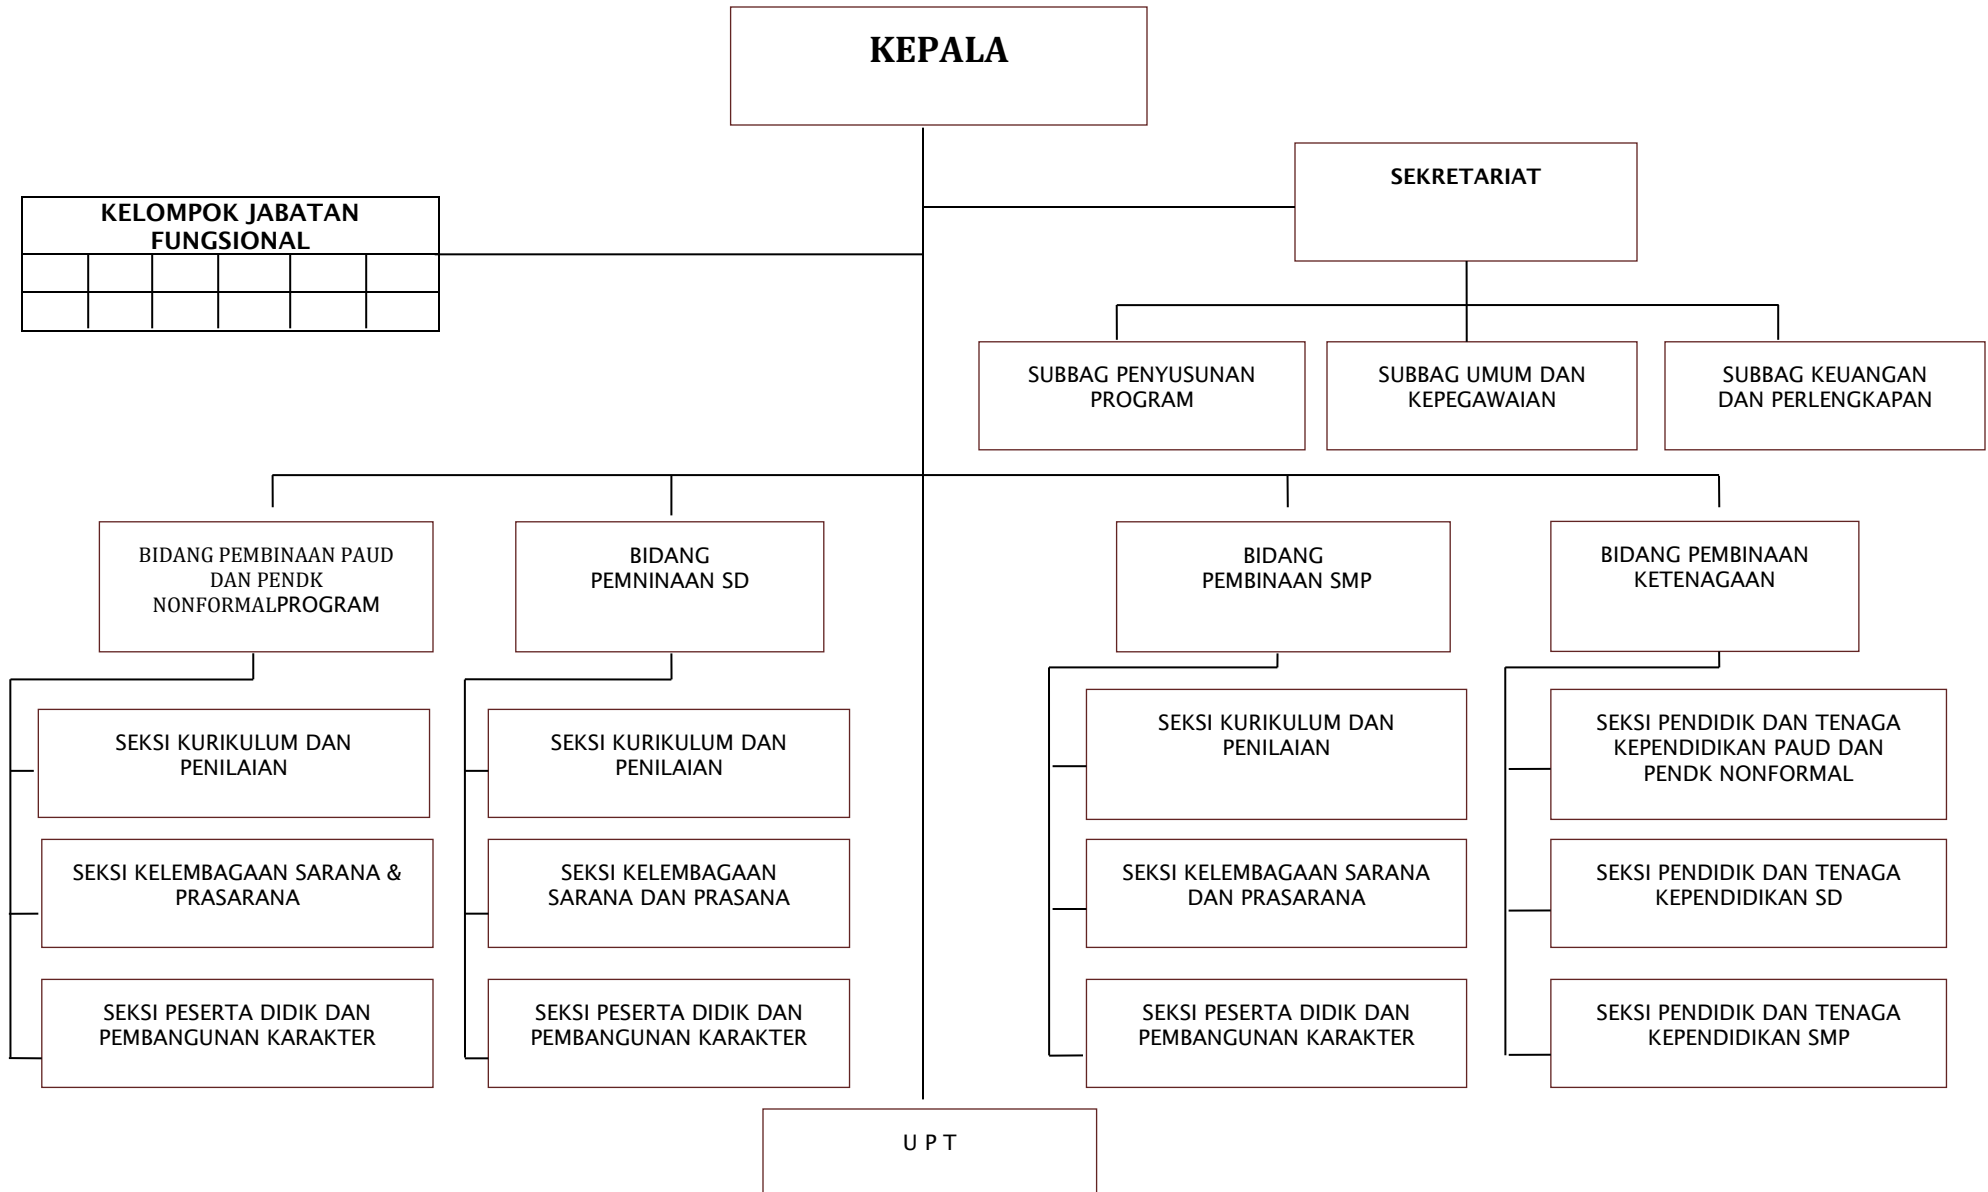 KEPALA
SEKRETARIAT
KELOMPOK JABATAN
FUNGSIONAL
SUBBAG PENYUSUNAN
PROGRAM
SUBBAG UMUM DAN
KEPEGAWAIAN
SUBBAG KEUANGAN
DAN PERLENGKAPAN
BIDANG PEMBINAAN PAUD
DAN PENDK
NONFORMALPROGRAM
BIDANG
PEMNINAAN SD
BIDANG
PEMBINAAN SMP
BIDANG PEMBINAAN
KETENAGAAN
SEKSI KURIKULUM DAN
PENILAIAN
SEKSI KURIKULUM DAN
PENILAIAN
SEKSI KURIKULUM DAN
PENILAIAN
SEKSI PENDIDIK DAN TENAGA
KEPENDIDIKAN PAUD DAN
PENDK NONFORMAL
SEKSI KELEMBAGAAN SARANA &
PRASARANA
SEKSI KELEMBAGAAN
SARANA DAN PRASANA
SEKSI KELEMBAGAAN SARANA
DAN PRASARANA
SEKSI PENDIDIK DAN TENAGA
KEPENDIDIKAN SD
SEKSI PESERTA DIDIK DAN
PEMBANGUNAN KARAKTER
SEKSI PESERTA DIDIK DAN
PEMBANGUNAN KARAKTER
SEKSI PESERTA DIDIK DAN
PEMBANGUNAN KARAKTER
SEKSI PENDIDIK DAN TENAGA
KEPENDIDIKAN SMP
U P T